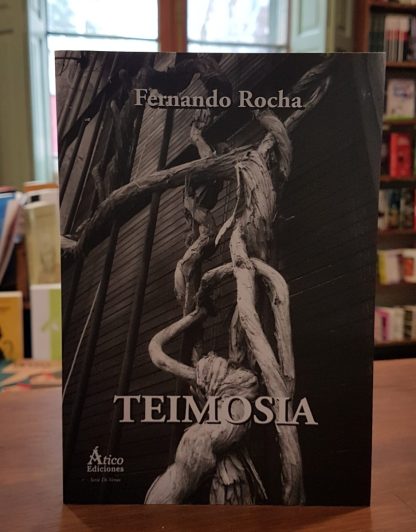 Fernando Rocha
TEIMOSIA
Ático
Ediciones